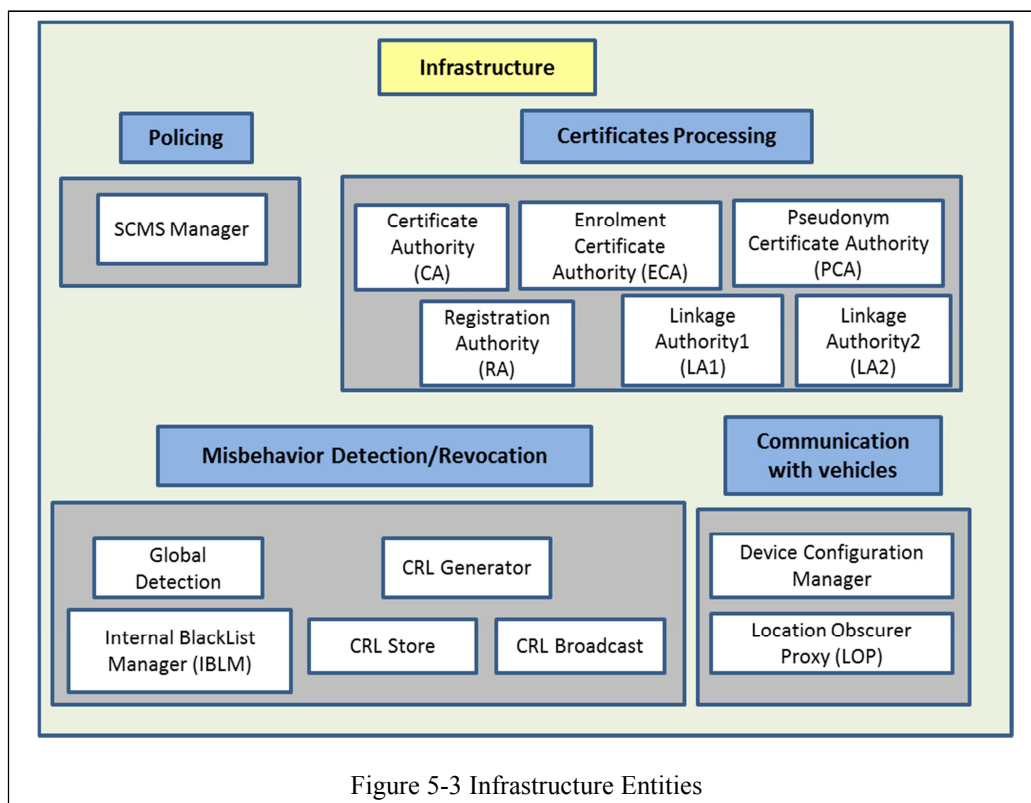 Infrastructure
Policing
Certificates Processing
SCMS Manager
Certificate
Authority
(CA)
Enrolment
Certificate
Authority (ECA)
Pseudonym
Certificate Authority
(PCA)
Registration
Authority
(RA)
Linkage
Authority1
(LA1)
Linkage
Authority2
(LA2)
Misbehavior Detection/Revocation
Communication
with vehicles
Global
Detection
CRL Generator
Internal BlackList
Manager (IBLM)
CRL Store
CRL Broadcast
Device Configuration
Manager
Location Obscurer
Proxy (LOP)
Figure 5-3 Infrastructure Entities